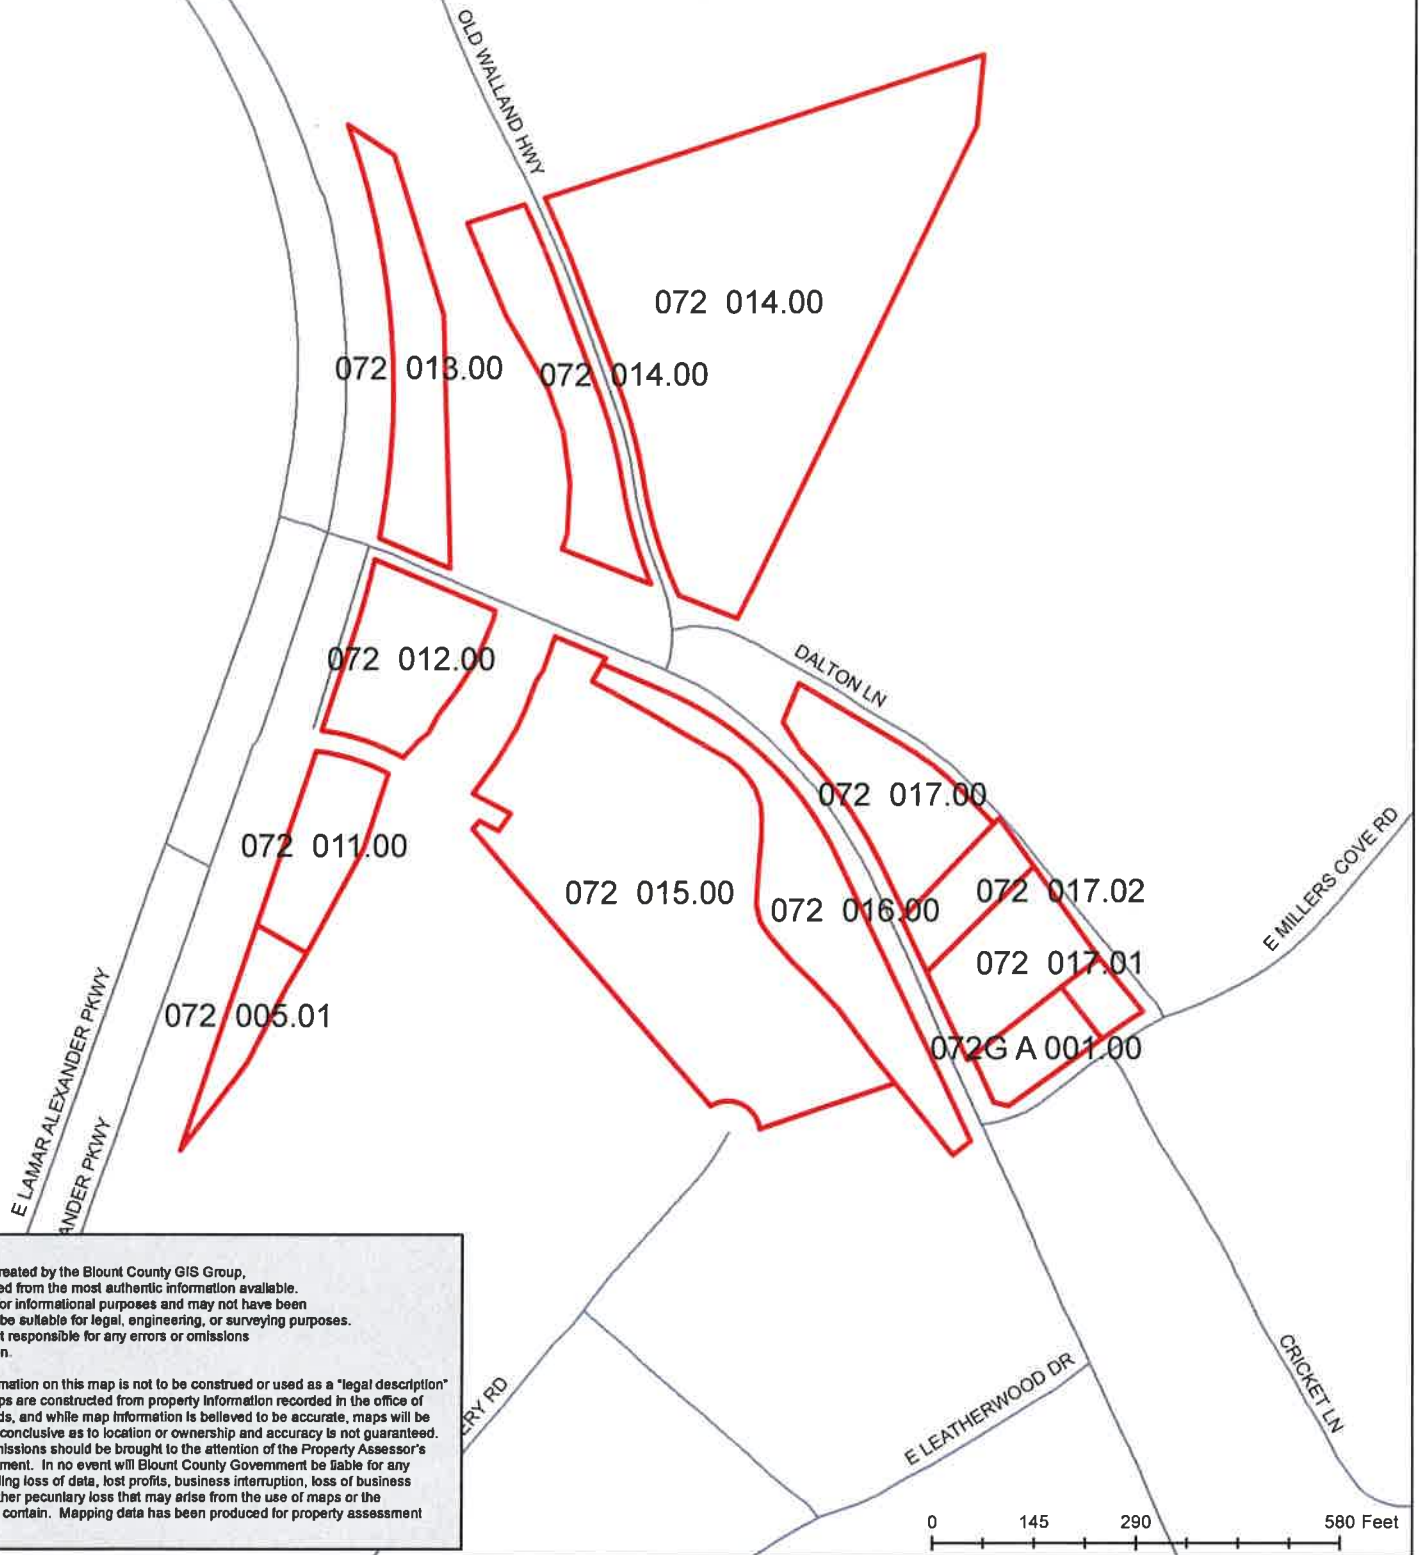 OLD WALLAND HWY
072 014.00
072 013.00
072 014.00
072 012.00
DALTON LN
072 017.00
E MILLERS COVE RD
072 011.00
072 015.00
072 016.00
072 017.02
072 017.01
072 005.01
072G A 001.00
E LAMAR ALEXANDER PKWY
ANDER PKWY
reated by the Blount County GIS Group,
ed from the most authentic information available.
or informational purposes and may not have been
be suitable for legal, engineering, or surveying purposes.
t responsible for any errors or omissions
n.
mation on this map is not to be construed or used as a "legal description"
ps are constructed from property information recorded in the office of
ds, and while map information is believed to be accurate, maps will be
conclusive as to location or ownership and accuracy is not guaranteed.
nissions should be brought to the attention of the Property Assessor's
ment. In no event will Blount County Government be liable for any
ling loss of data, lost profits, business interruption, loss of business
her pecuniary loss that may arise from the use of maps or the
contain. Mapping data has been produced for property assessment
ERY RD
E LEATHERWOOD DR
CRICKET LN
0 145 290 580 Feet